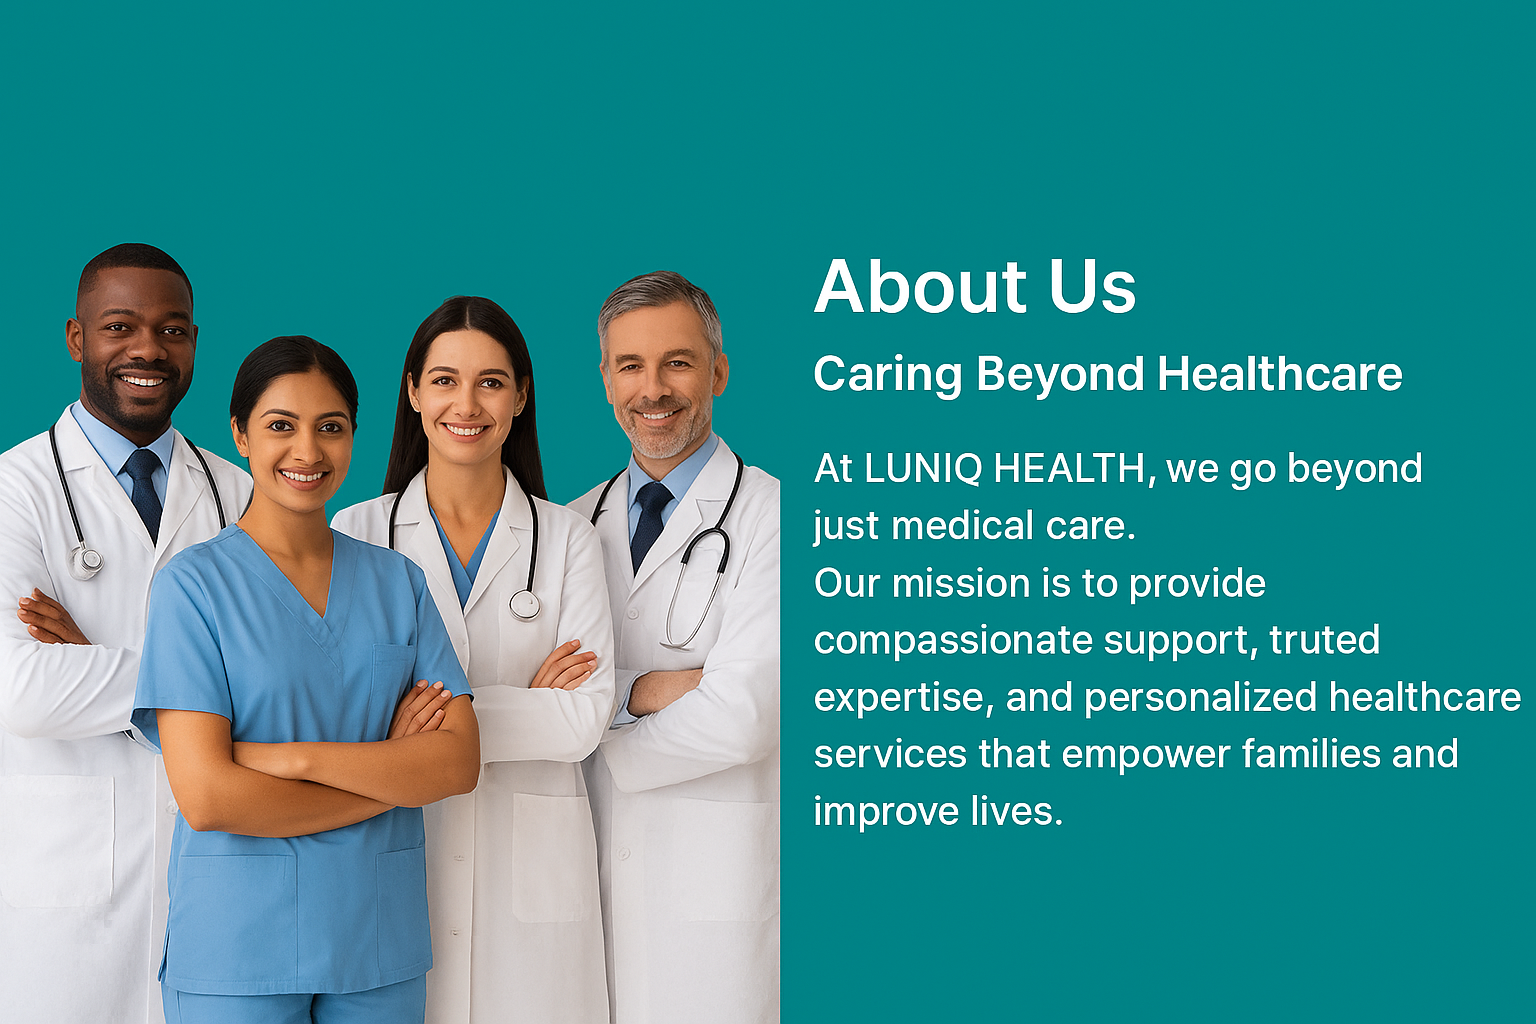 About Us
Caring Beyond Healthcare
At LUNIQ HEALTH, we go beyond
just medical care.
Our mission is to provide
compassionate support, truted
expertise, and personalized healthcare
services that empower families and
improve lives.